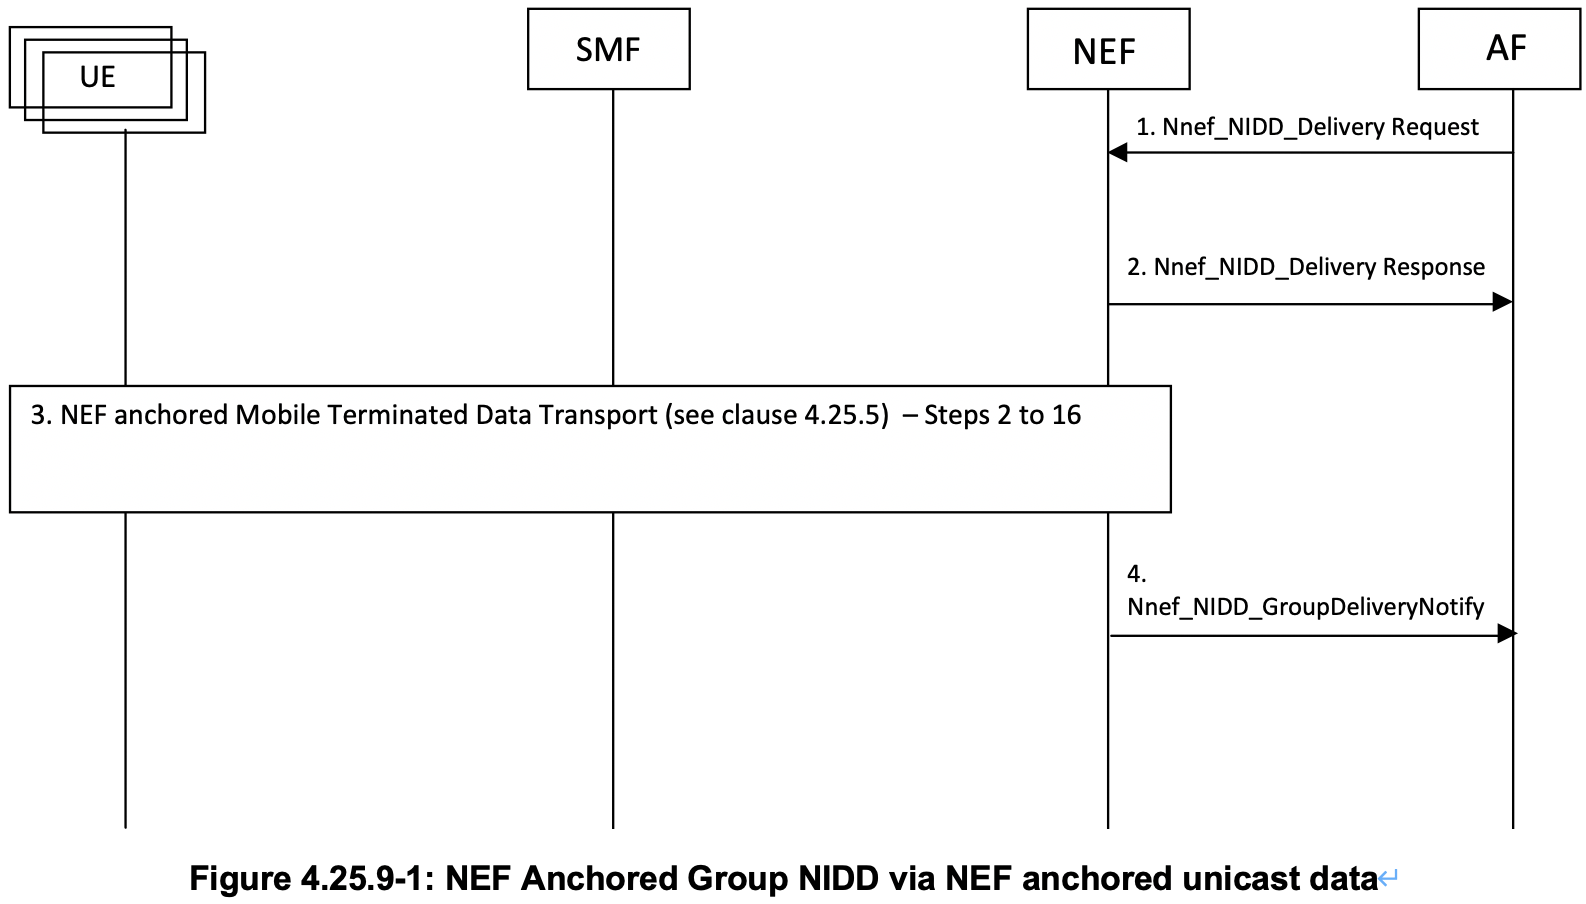 UE
SMF
NEF
AF
1. Nnef_NIDD_Delivery Request
2. Nnef_NIDD_Delivery Response
3. NEF anchored Mobile Terminated Data Transport (see clause 4.25.5) – Steps 2 to 16
4.
Nnef_NIDD_GroupDeliveryNotify
Figure 4.25.9-1: NEF Anchored Group NIDD via NEF anchored unicast data↵